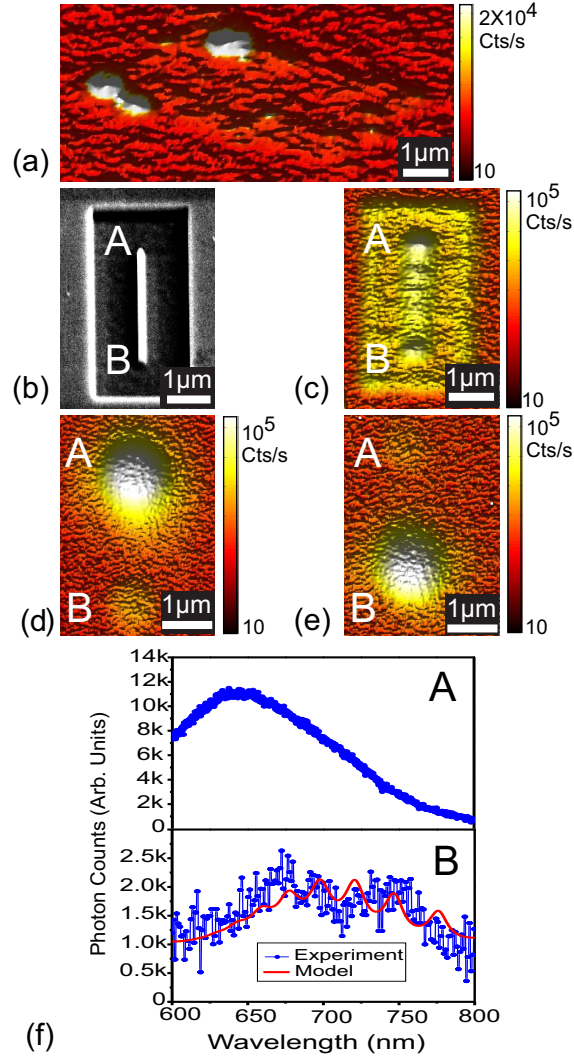 2X10⁴
Cts/s
1µm
10
(a)
A
B
1µm
(b)
10⁵
Cts/s
A
B
1µm
10
(c)
10⁵
Cts/s
A
B
1µm
10
(d)
10⁵
Cts/s
A
B
1µm
10
(e)
14k
12k
10k
8k
6k
4k
2k
0
A
2.5k
2.0k
1.5k
1.0k
0.5k
0
B
Experiment
Model
Photon Counts (Arb. Units)
600 650 700 750 800
Wavelength (nm)
(f)